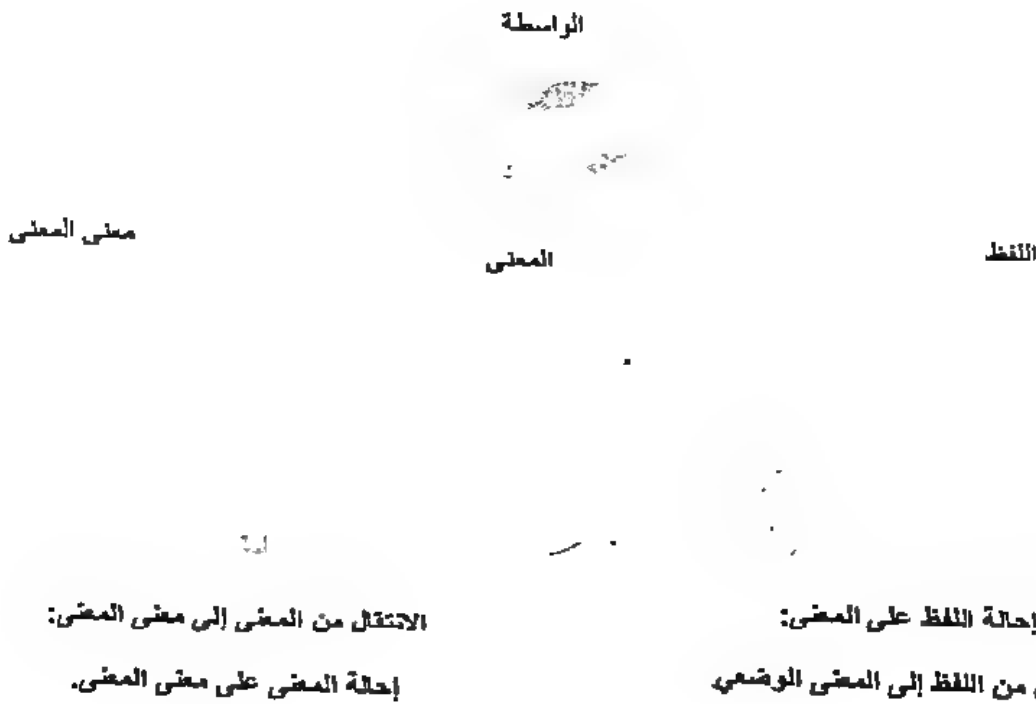 الواسطة
اللفظ
المعنى
معنى المعنى
إحالة اللفظ على المعنى:
من اللفظ إلى المعنى الوضعي
الانتقال من المعنى إلى معنى المعنى:
إحالة المعنى على معنى المعنى.